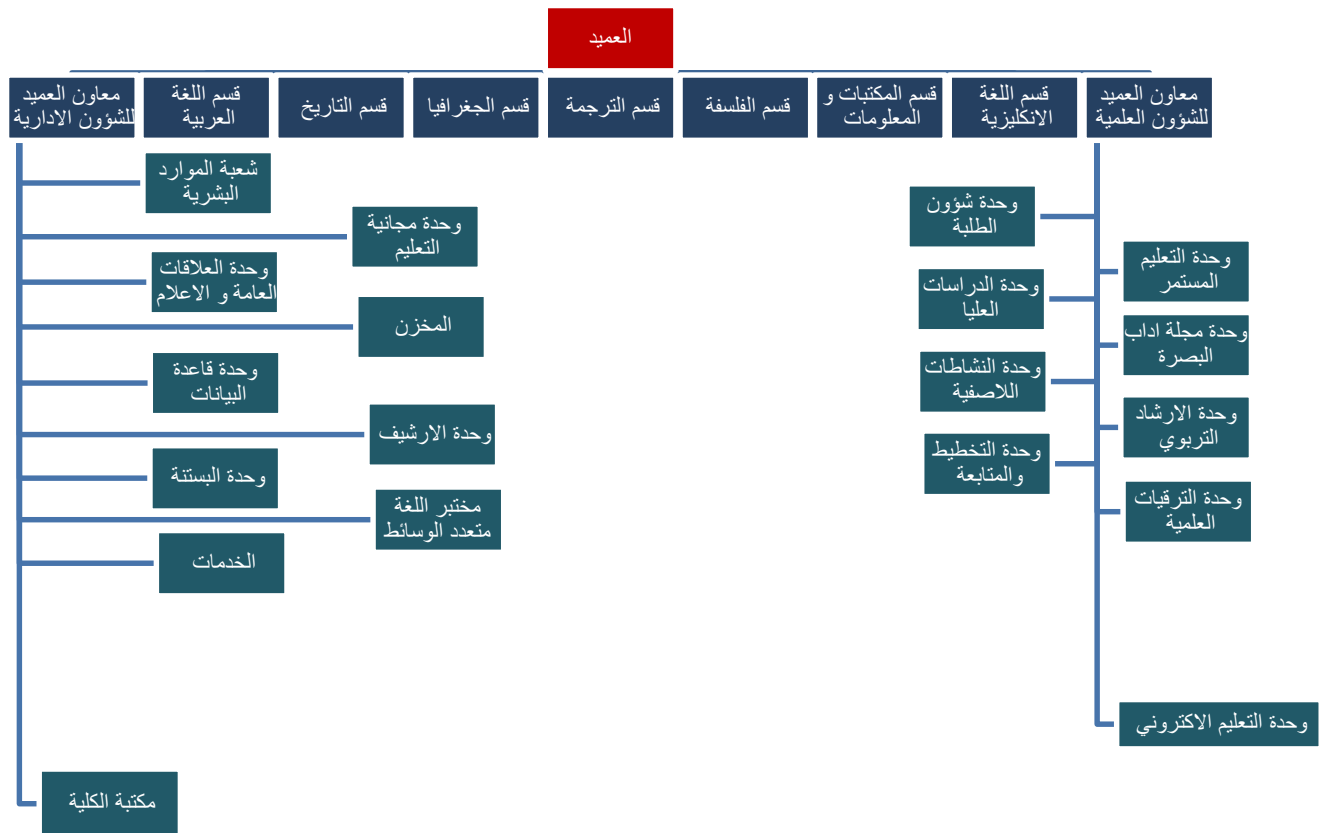 العميد
معاون العميد
للشؤون العلمية
قسم اللغة
الانكليزية
قسم المكتبات و
المعلومات
قسم الفلسفة
قسم الترجمة
قسم الجغرافيا
قسم التاريخ
قسم اللغة
العربية
معاون العميد
للشؤون الادارية
وحدة شؤون
الطلبة
وحدة التعليم
المستمر
وحدة الدراسات
العليا
وحدة مجلة اداب
البصرة
وحدة النشاطات
اللاصفية
وحدة الارشاد
التربوي
وحدة التخطيط
والمتابعة
وحدة الترقيات
العلمية
وحدة التعليم الاكتروني
شعبة الموارد
البشرية
وحدة مجانية
التعليم
وحدة العلاقات
العامة و الاعلام
المخزن
وحدة قاعدة
البيانات
وحدة الارشيف
وحدة البستنة
مختبر اللغة
متعدد الوسائط
الخدمات
مكتبة الكلية